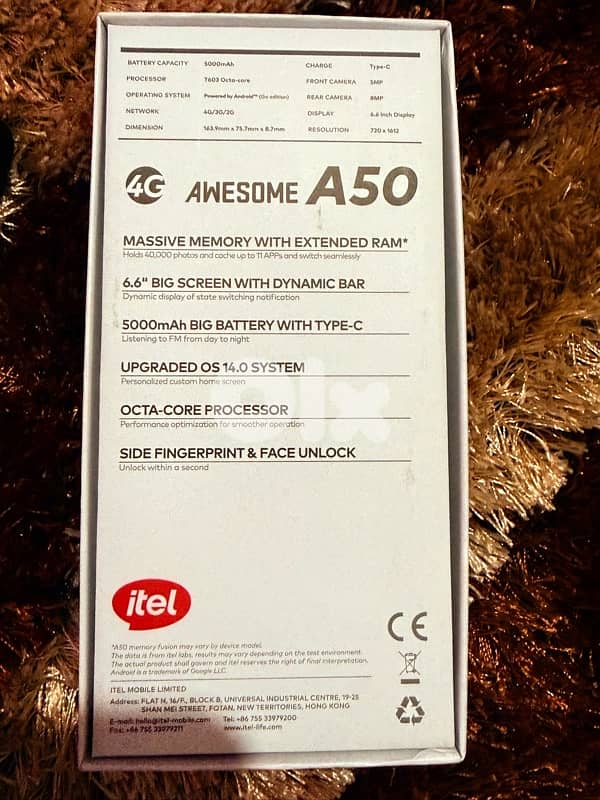 BATTERY CAPACITY 5000mAh CHARGE Type-C
PROCESSOR T603 Octo-core FRONT CAMERA 5MP
OPERATING SYSTEM Powered by Android™ (Go edition) REAR CAMERA 8MP
NETWORK 4G/3G/2G DISPLAY 6.6 Inch Display
DIMENSION 163.9mm x 75.7mm x 8.7mm RESOLUTION 720 x 1612
4G AWESOME A50
MASSIVE MEMORY WITH EXTENDED RAM*
Holds 40,000 photos and cache up to 11 APPs and switch seamlessly
6.6" BIG SCREEN WITH DYNAMIC BAR
Dynamic display of state switching notification
5000mAh BIG BATTERY WITH TYPE-C
Listening to FM from day to night
UPGRADED OS 14.0 SYSTEM
Personalized custom home screen
olx
OCTA-CORE PROCESSOR
Performance optimization for smoother operation
SIDE FINGERPRINT & FACE UNLOCK
Unlock within a second
itel
CE
*A50 memory fusion may vary by device model.
The data is from itel labs, results may vary depending on the test environment.
The actual product shall govern and itel reserves the right of final interpretation.
Android is a trademark of Google LLC.
ITEL MOBILE LIMITED
Address: FLAT N, 16/F., BLOCK B, UNIVERSAL INDUSTRIAL CENTRE, 19-25
SHAN MEI STREET, FOTAN, NEW TERRITORIES, HONG KONG
E-mail: hello@itel-mobile.com Tel: +86 755 33979200
Fax: +86 755 33979211 www.itel-life.com